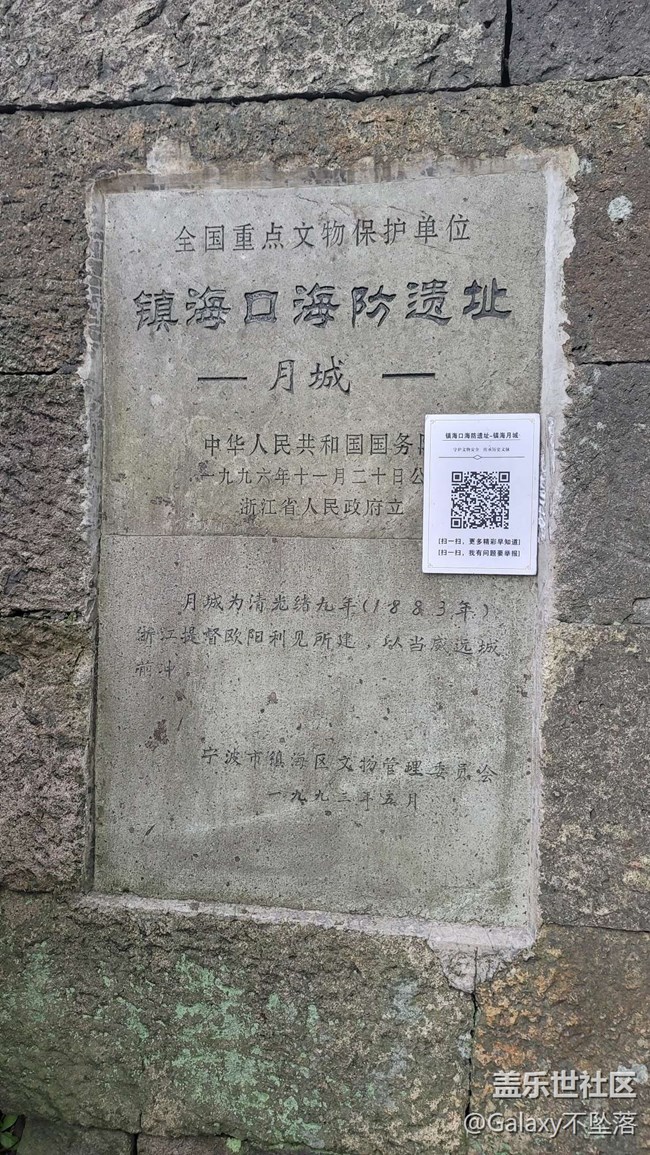 全国重点文物保护单位
镇海口海防遗址
— 月城 —
中华人民共和国国务
一九九六年十一月二十日公
浙江省人民政府立
镇海口海防遗址-镇海月城
[扫一扫，更多精彩早知道]
[扫一扫，我有问题要举报]
月城为清光绪九年(1883年)
浙江提督欧阳利见所建，以当威远城
前冲。
宁波市镇海区文物管理委员会
一九九二年五月
盖乐世社区
@Galaxy不坠落